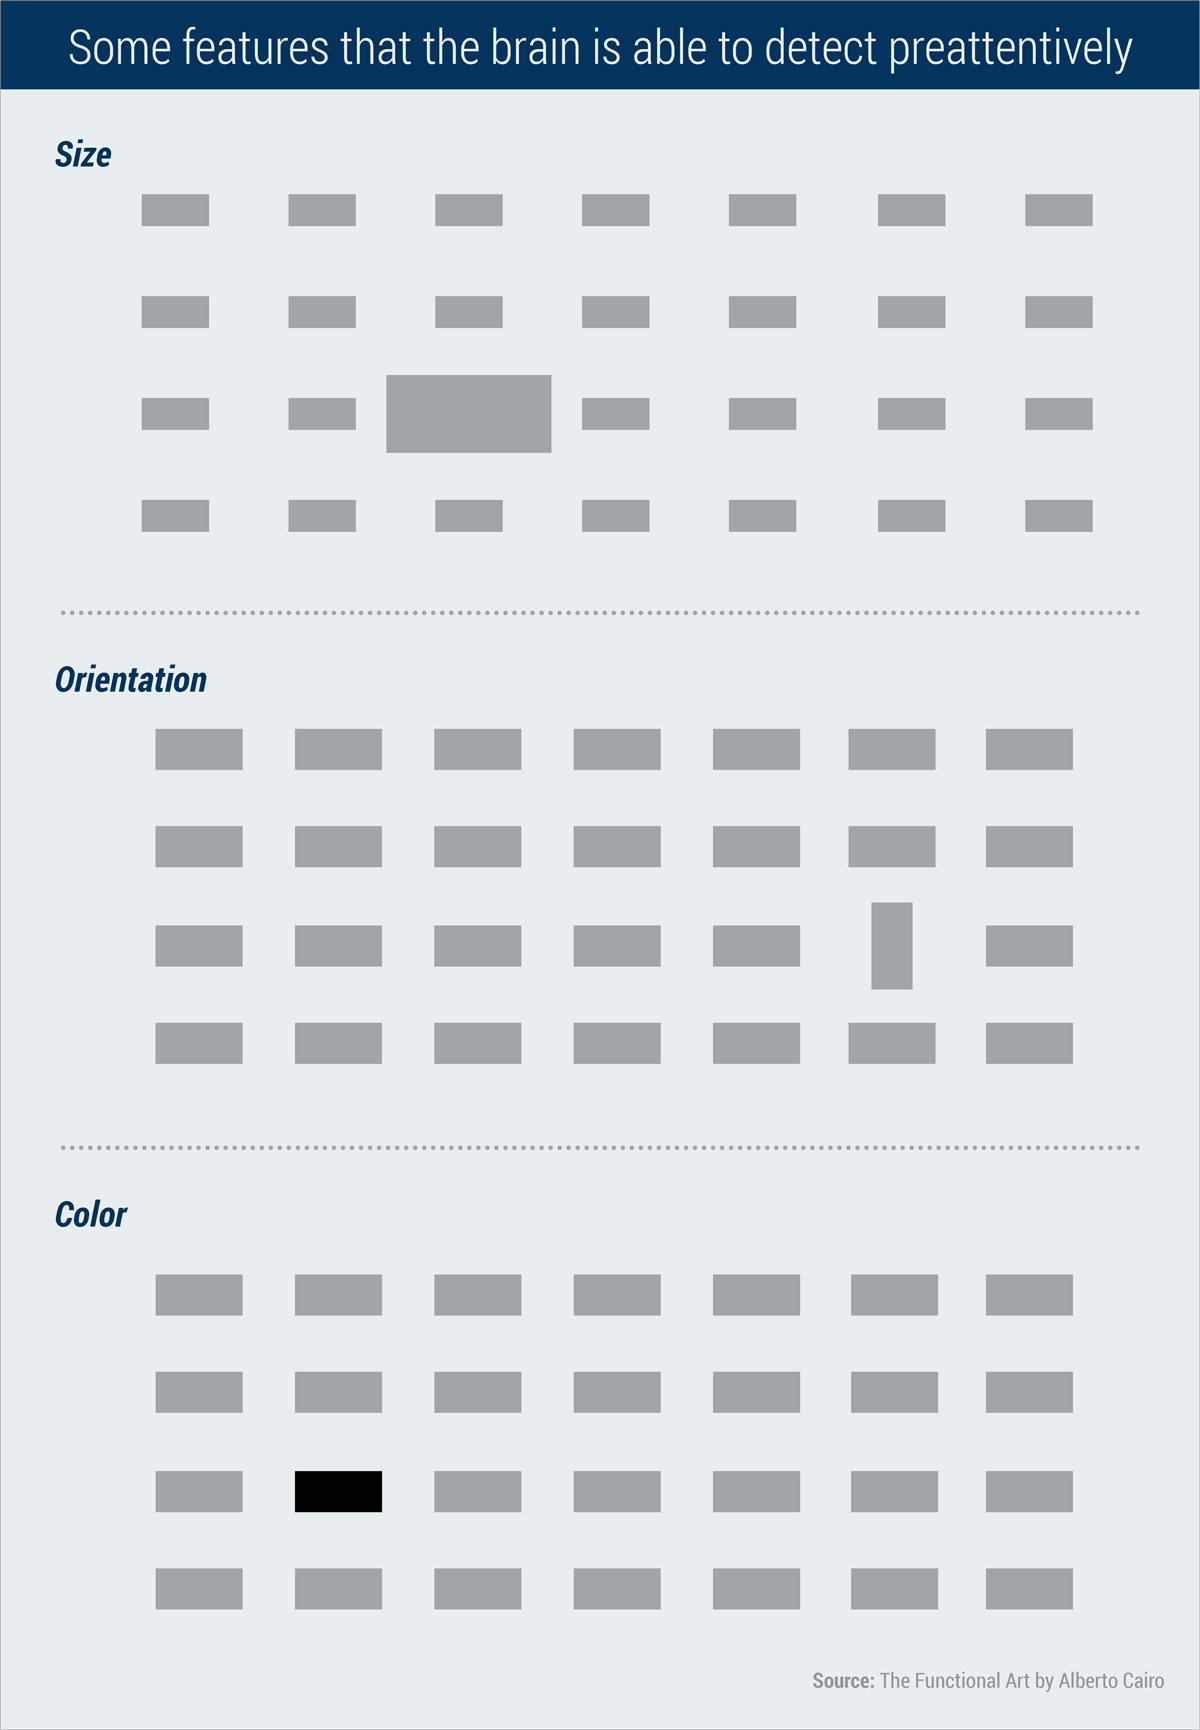 Some features that the brain is able to detect preattentively
Size
Orientation
Color
Source: The Functional Art by Alberto Cairo